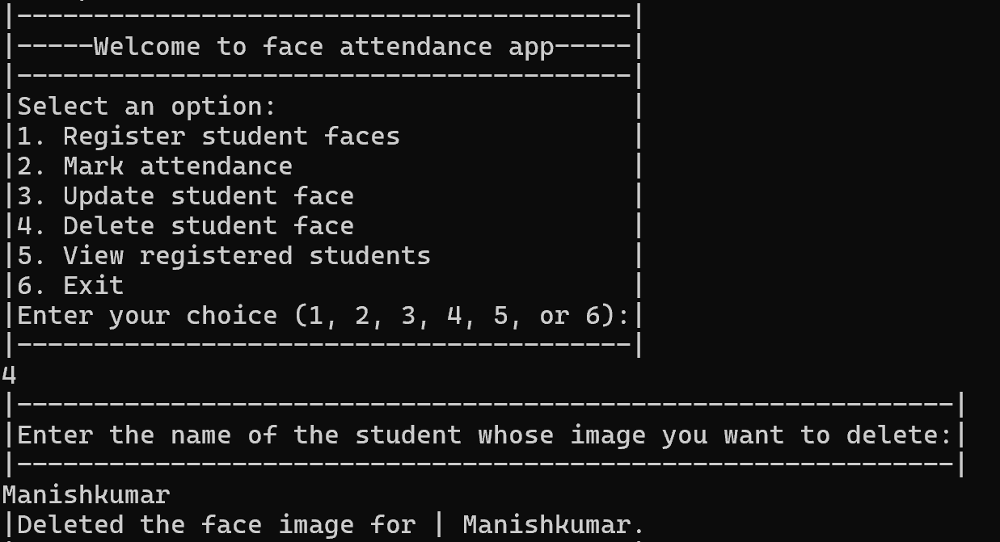 |----------------------------------------|
|-----Welcome to face attendance app-----|
|----------------------------------------|
|Select an option:                       |
|1. Register student faces               |
|2. Mark attendance                      |
|3. Update student face                  |
|4. Delete student face                  |
|5. View registered students             |
|6. Exit                                 |
|Enter your choice (1, 2, 3, 4, 5, or 6):|
|----------------------------------------|
4
|-------------------------------------------------------------|
|Enter the name of the student whose image you want to delete:|
|-------------------------------------------------------------|
Manishkumar
|Deleted the face image for | Manishkumar.